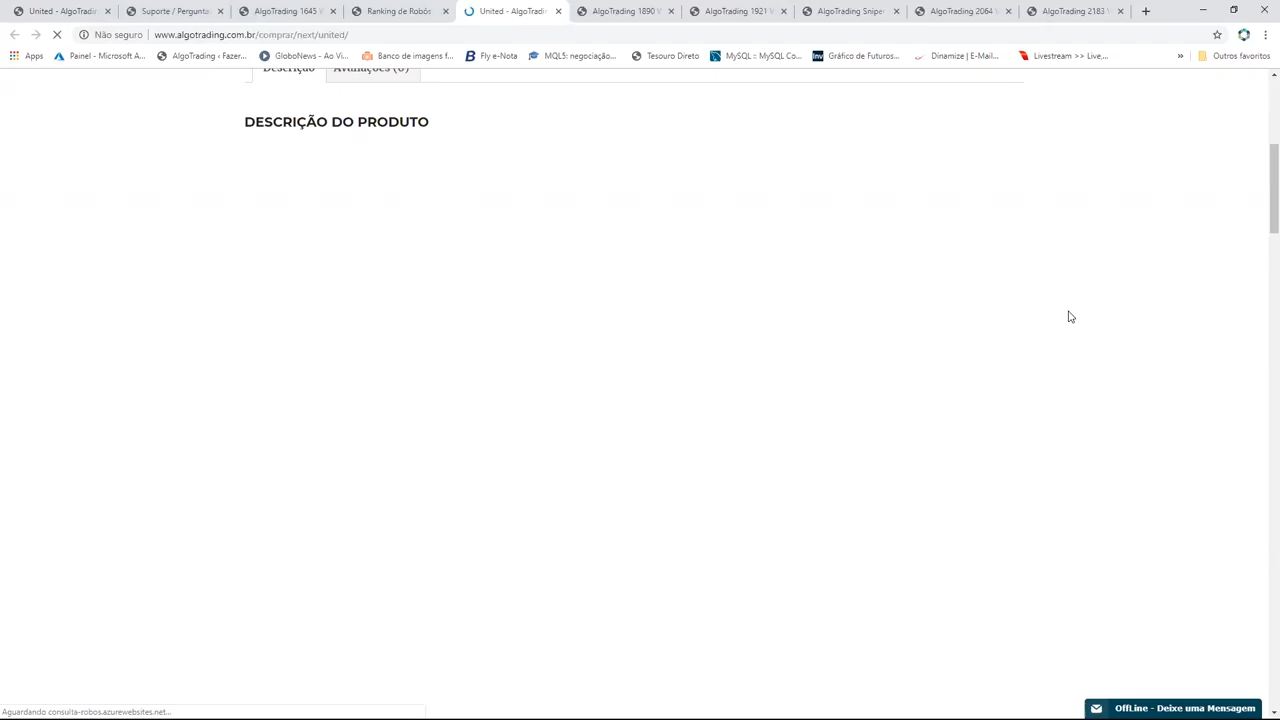 United - AlgoTradin
Suporte / Pergunta
AlgoTrading 1645 V
Ranking de Robôs
United - AlgoTradin
AlgoTrading 1890 V
AlgoTrading 1921 V
AlgoTrading Sniper
AlgoTrading 2064 V
AlgoTrading 2183 V
Não seguro
www.algotrading.com.br/comprar/next/united/
Apps
Painel - Microsoft A...
AlgoTrading ‹ Fazer...
GloboNews - Ao Vi...
Banco de imagens f...
Fly e-Nota
MQL5: negociação...
Tesouro Direto
MySQL :: MySQL Co...
Inv
Gráfico de Futuros...
Dinamize | E-Mail...
Livestream >> Live,...
»
Outros favoritos
Descrição
Avaliações (0)
DESCRIÇÃO DO PRODUTO
Aguardando consulta-robos.azurewebsites.net...
OffLine - Deixe uma Mensagem